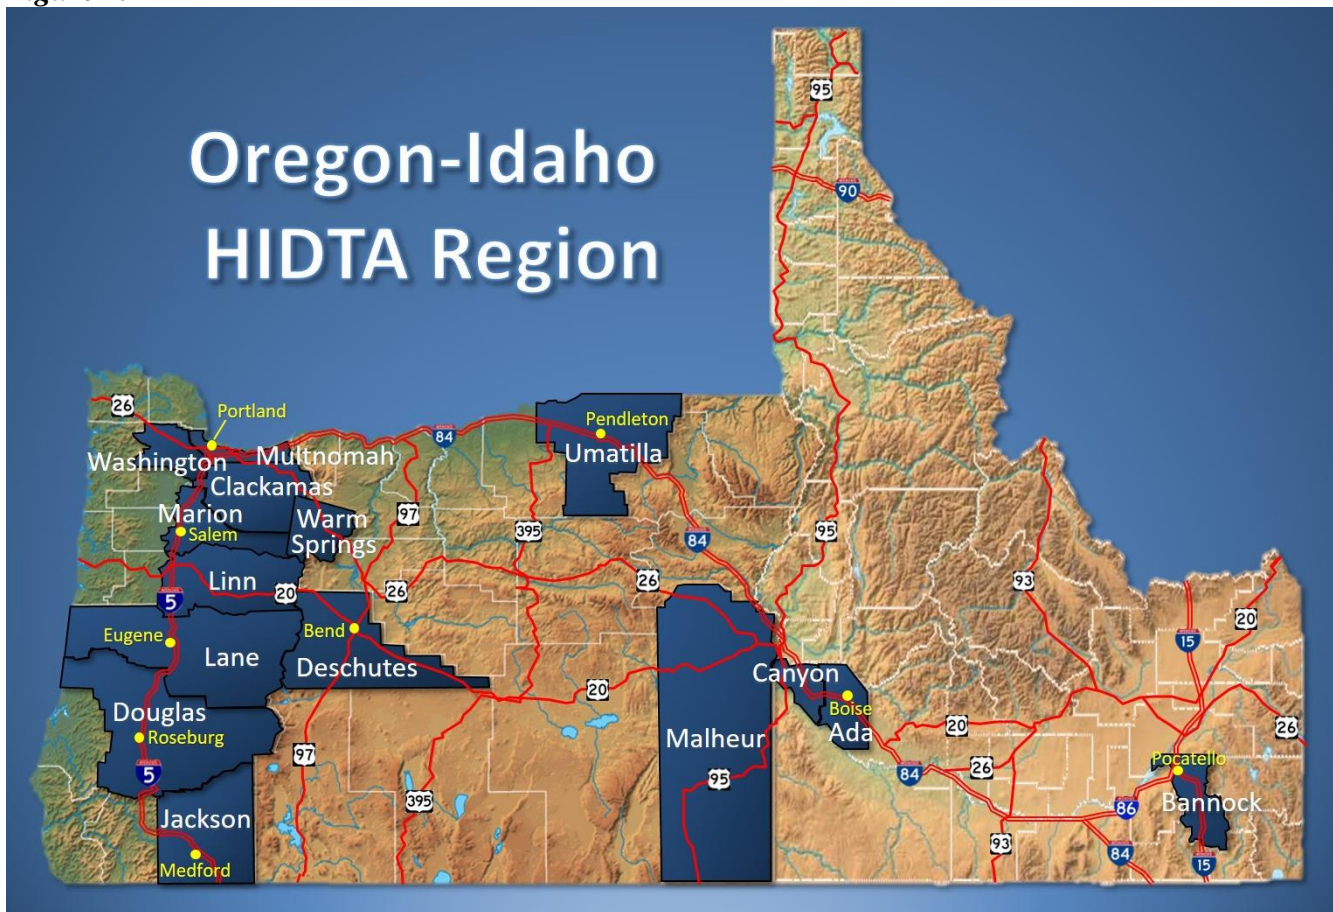 Oregon-Idaho
HIDTA Region
95
90
26
Portland
Washington
Multnomah
84
Pendleton
Umatilla
Clackamas
Marion
Salem
Warm
Springs
97
395
84
95
Linn
20
26
26
93
5
20
15
Eugene
Lane
Bend
Deschutes
20
Canyon
Boise
Ada
Douglas
Roseburg
5
97
Malheur
95
20
26
26
84
Pocatello
Bannock
86
395
Jackson
Medford
93
84
15